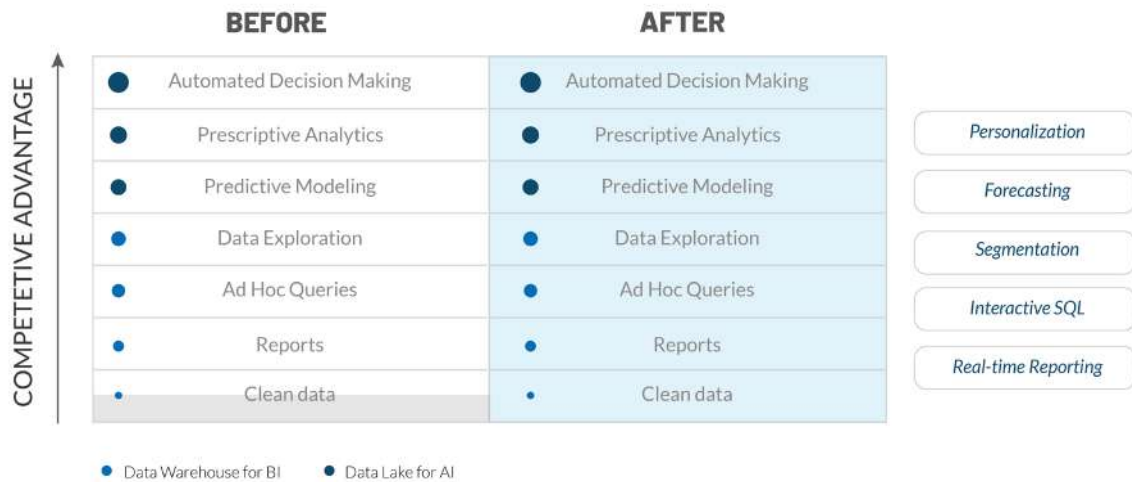 BEFORE
AFTER
COMPETETIVE ADVANTAGE
Automated Decision Making
Automated Decision Making
Prescriptive Analytics
Prescriptive Analytics
Personalization
Predictive Modeling
Predictive Modeling
Forecasting
Data Exploration
Data Exploration
Segmentation
Ad Hoc Queries
Ad Hoc Queries
Interactive SQL
Reports
Reports
Real-time Reporting
Clean data
Clean data
Data Warehouse for BI
Data Lake for AI